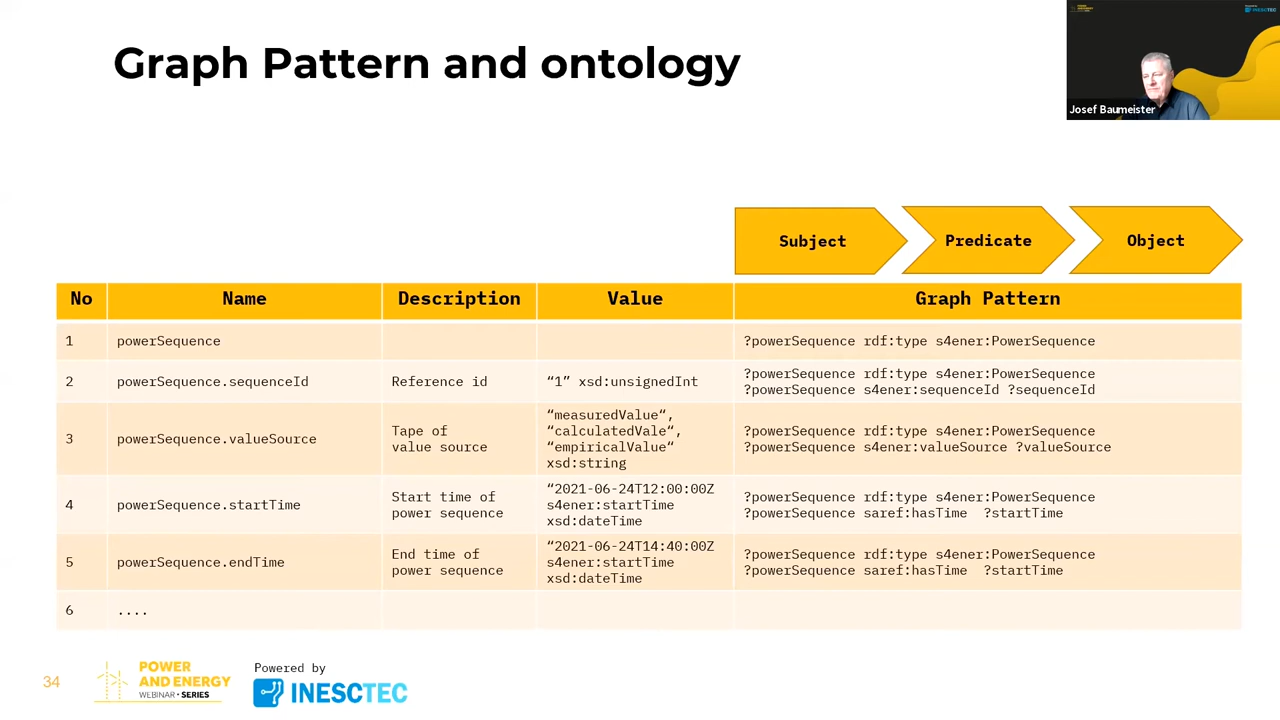 Graph Pattern and ontology
Josef Baumeister
Subject Predicate Object
No Name Description Value Graph Pattern
1 powerSequence ?powerSequence rdf:type s4ener:PowerSequence
2 powerSequence.sequenceId Reference id “1” xsd:unsignedInt
?powerSequence rdf:type s4ener:PowerSequence
?powerSequence s4ener:sequenceId ?sequenceId
3 powerSequence.valueSource
Tape of
value source
“measuredValue“,
“calculatedVale“,
“empiricalValue“
xsd:string
?powerSequence rdf:type s4ener:PowerSequence
?powerSequence s4ener:valueSource ?valueSource
4 powerSequence.startTime
Start time of
power sequence
“2021-06-24T12:00:00Z
s4ener:startTime
xsd:dateTime
?powerSequence rdf:type s4ener:PowerSequence
?powerSequence saref:hasTime  ?startTime
5 powerSequence.endTime
End time of
power sequence
“2021-06-24T14:40:00Z
s4ener:startTime
xsd:dateTime
?powerSequence rdf:type s4ener:PowerSequence
?powerSequence saref:hasTime  ?startTime
6 ....
34
POWER
AND ENERGY
WEBINAR • SERIES
Powered by
INESCTEC